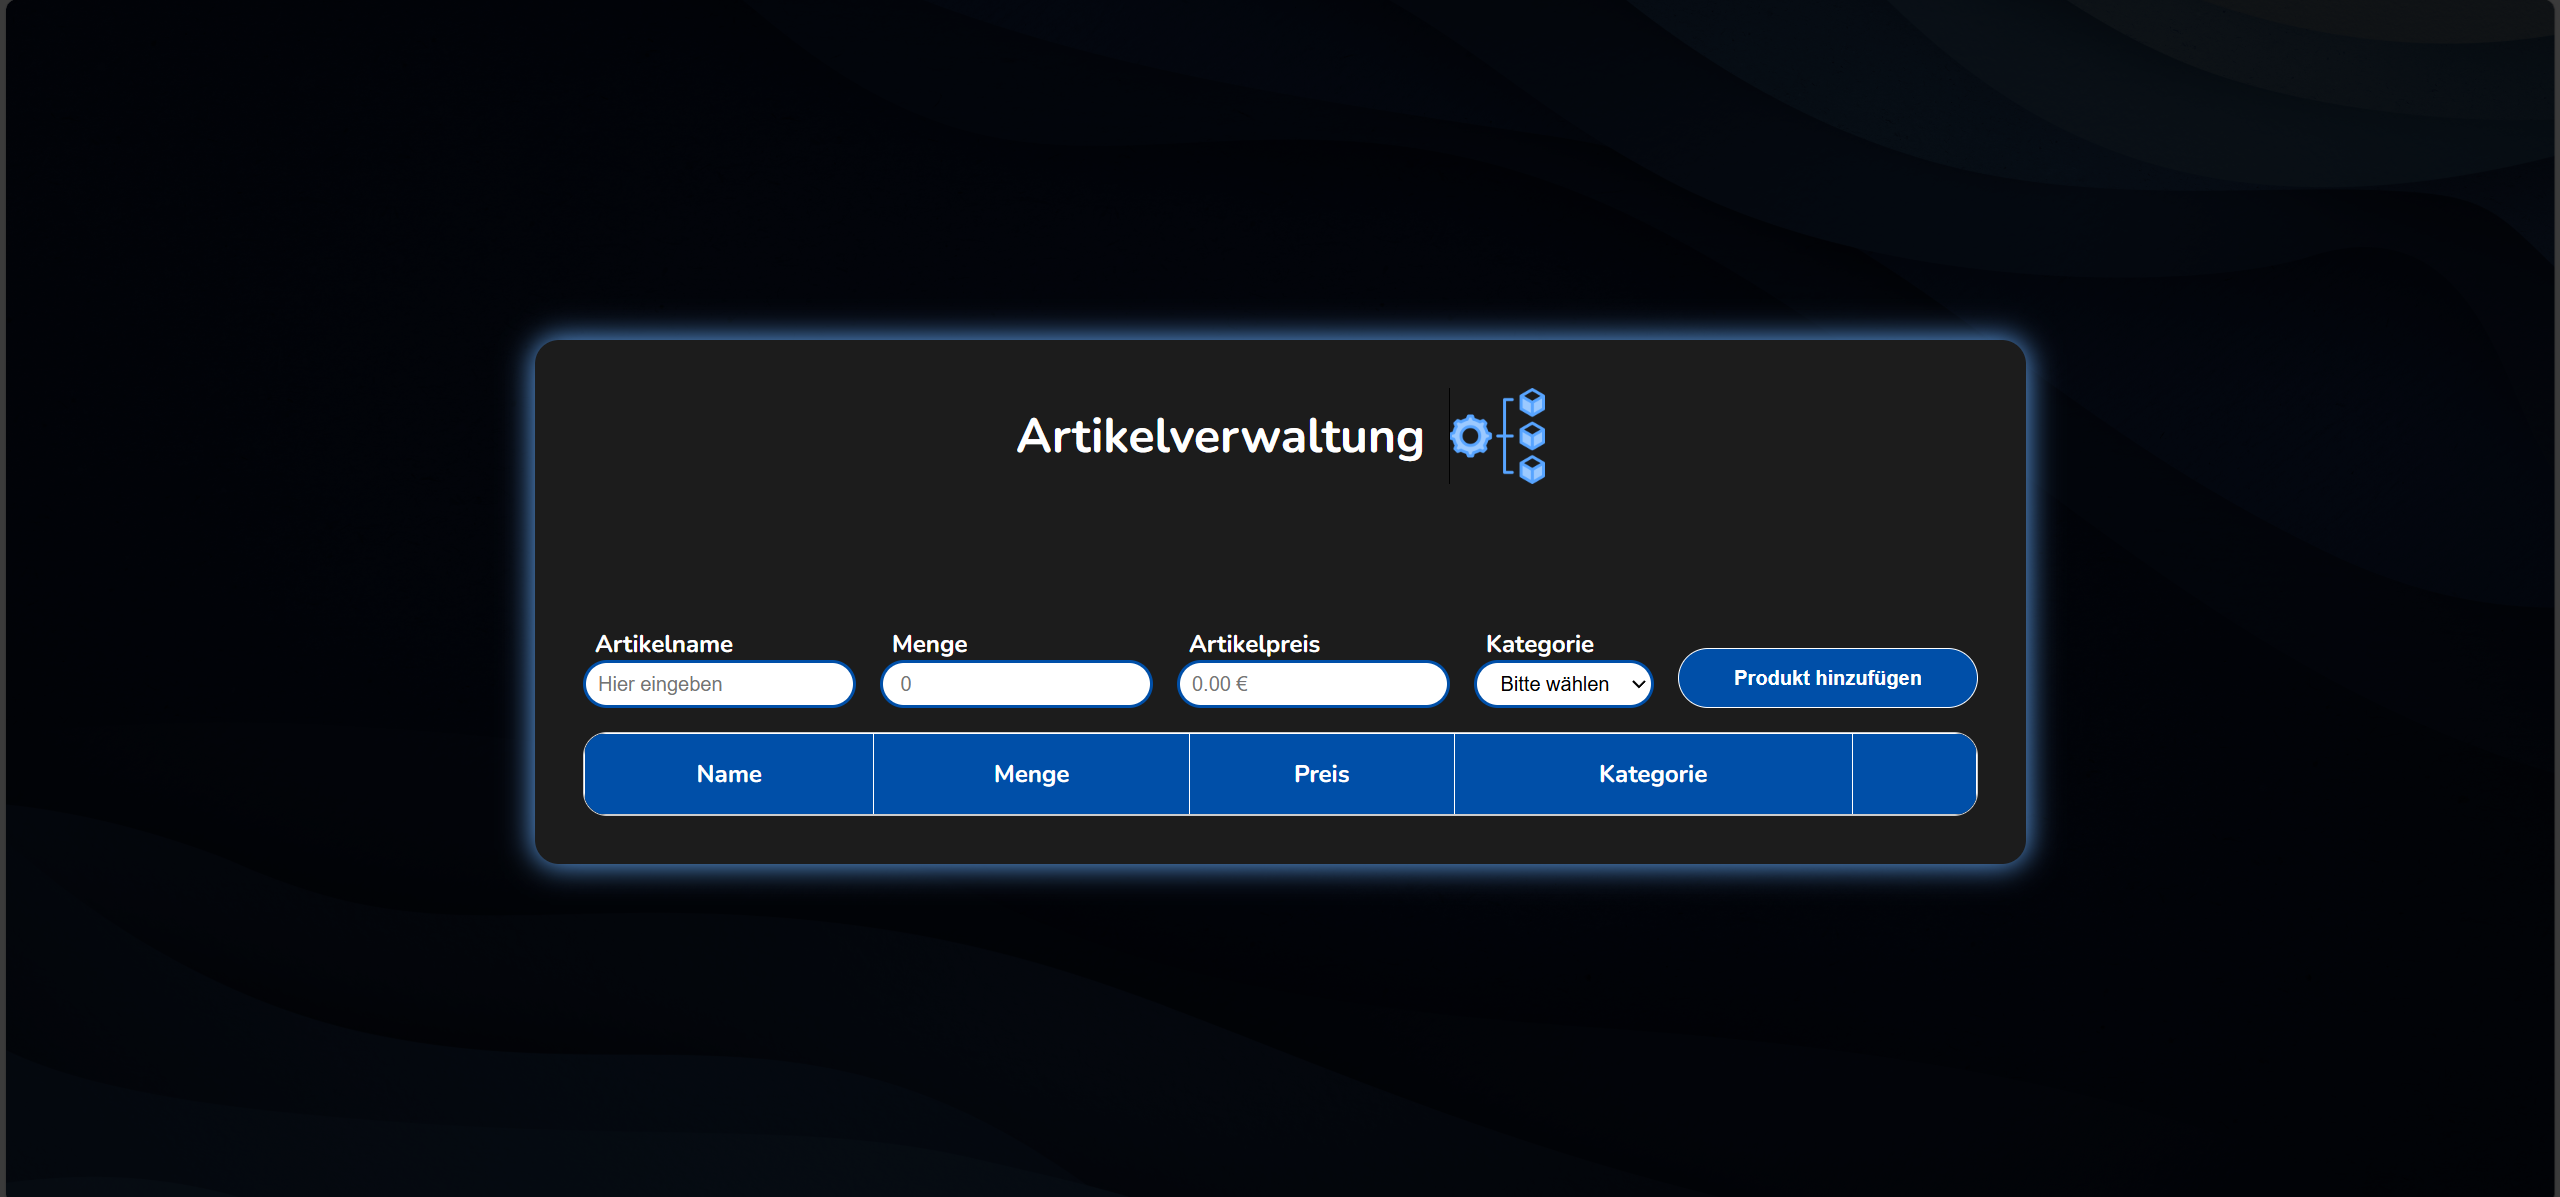 Artikelverwaltung
Artikelname Menge Artikelpreis Kategorie
Hier eingeben 0 0.00 € Bitte wählen Produkt hinzufügen
Name Menge Preis Kategorie